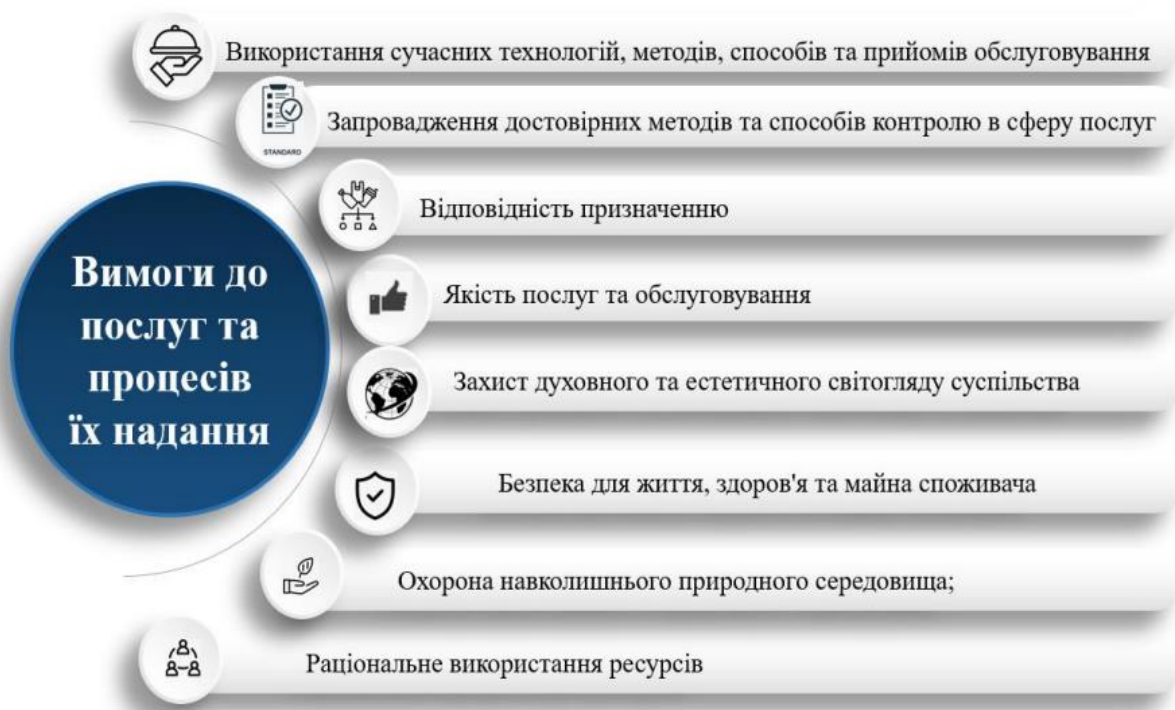 Використання сучасних технологій, методів, способів та прийомів обслуговування
STANDARD
Запровадження достовірних методів та способів контролю в сферу послуг
Відповідність призначенню
Вимоги до
послуг та
процесів
їх надання
Якість послуг та обслуговування
Захист духовного та естетичного світогляду суспільства
Безпека для життя, здоров'я та майна споживача
Охорона навколишнього природного середовища;
Раціональне використання ресурсів